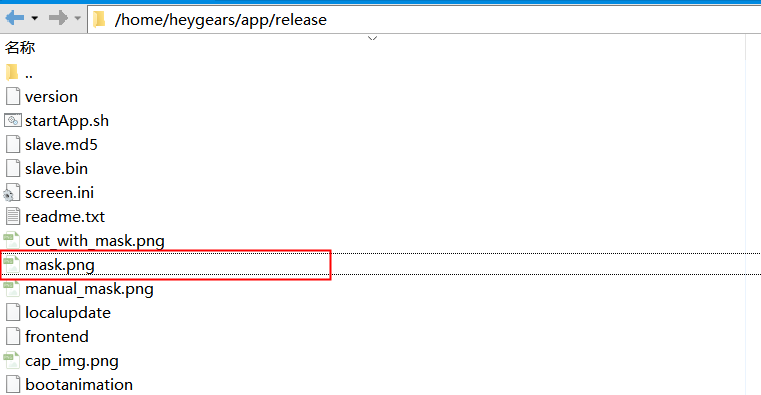 /home/heygears/app/release
名称
..
version
startApp.sh
slave.md5
slave.bin
screen.ini
readme.txt
out_with_mask.png
mask.png
manual_mask.png
localupdate
frontend
cap_img.png
bootanimation